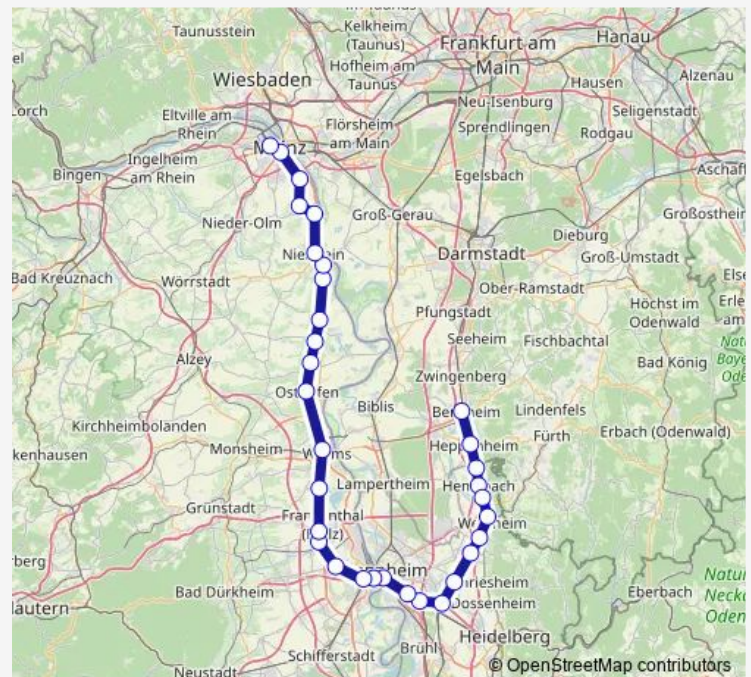 Taunusstein
Kelkheim
(Taunus)
Frankfurt am
Main
Hanau
Wiesbaden
Hofheim am
Taunus
Hausen
Alzenau
Neu-Isenburg
Eltville am
Rhein
Flörsheim
am Main
Sprendlingen
Seligenstadt
Rodgau
Ingelheim
am Rhein
Bingen
Egelsbach
Nieder-Olm
Groß-Gerau
Dieburg
Darmstadt
Groß-Umstadt
Bad Kreuznach
Wörrstadt
Ober-Ramstadt
Höchst im
Odenwald
Pfungstadt
Seeheim
Fischbachtal
Alzey
Bad König
Zwingenberg
Biblis
Lindenfels
Kirchheimbolanden
Fürth
Erbach (Odenwald)
Monsheim
Lampertheim
Grünstadt
Bad Dürkheim
Eberbach
Dossenheim
Heidelberg
Schifferstadt
Brühl
Neustadt
© OpenStreetMap contributors